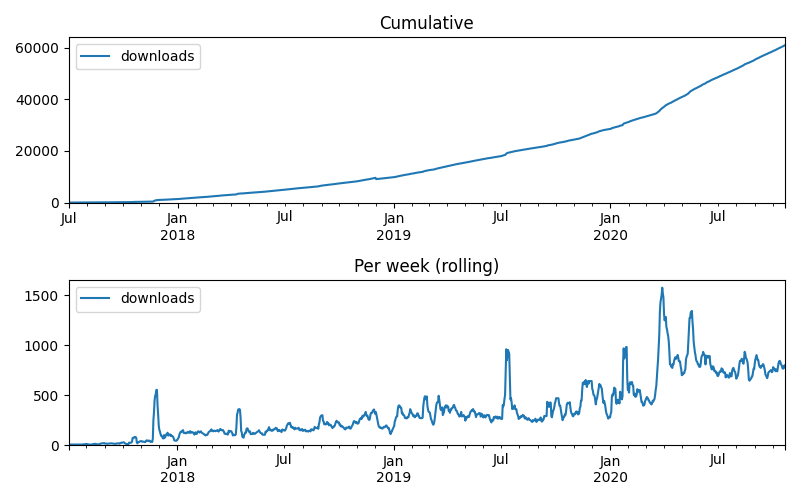 Cumulative
downloads
60000
40000
20000
0
Jul Jan Jul Jan Jul Jan Jul
2018 2019 2020
Per week (rolling)
downloads
1500
1000
500
0
Jan Jul Jan Jul Jan Jul
2018 2019 2020